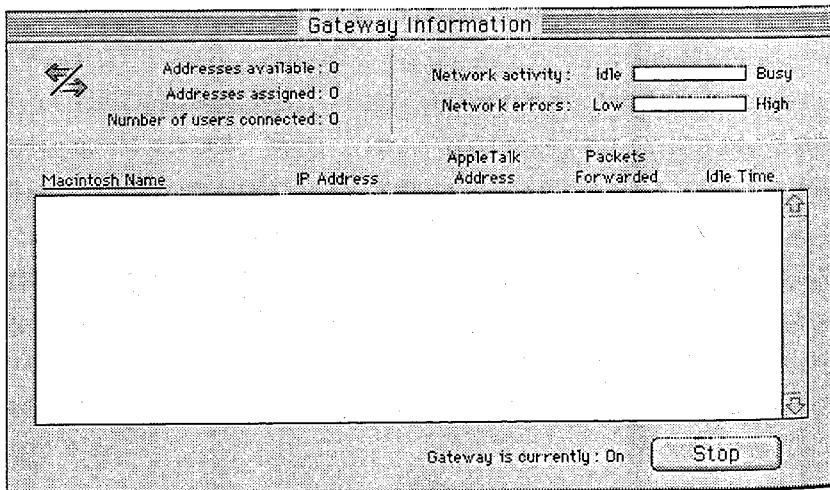 Gateway Information
Addresses available: 0
Addresses assigned: 0
Number of users connected: 0
Network activity: Idle Busy
Network errors: Low High
Macintosh Name IP Address AppleTalk Address Packets Forwarded Idle Time
Gateway is currently: On Stop